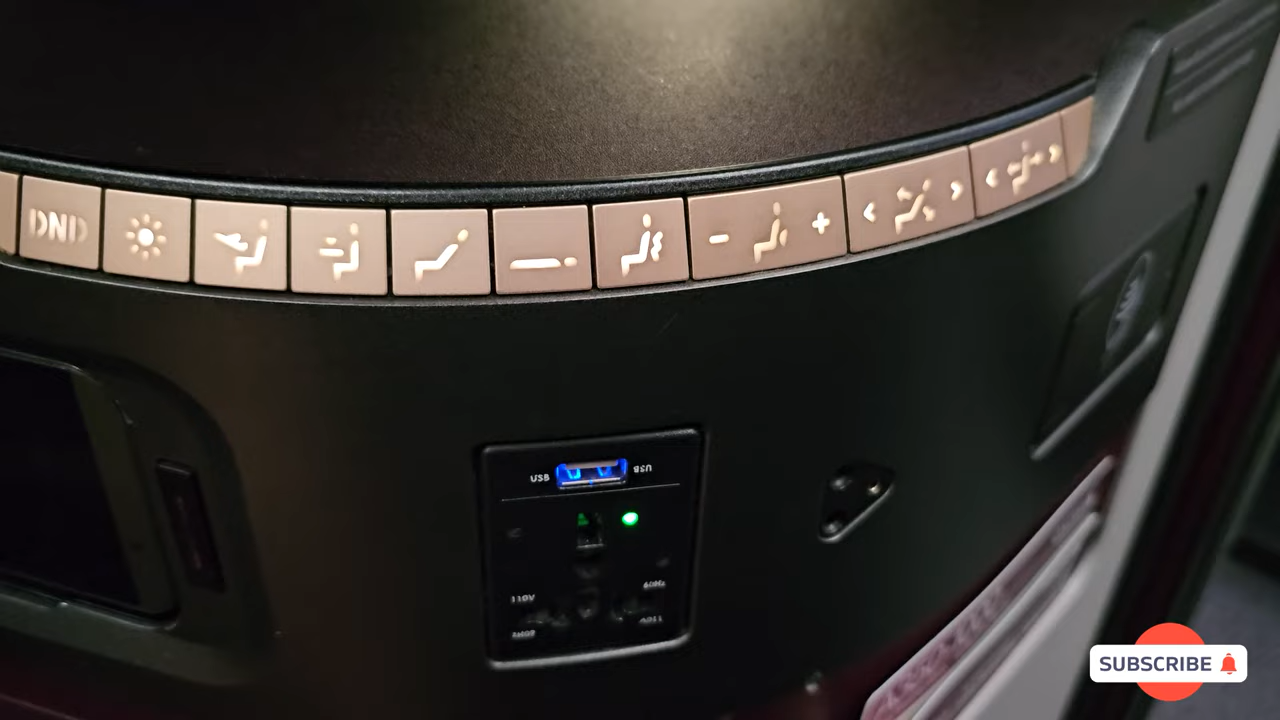 DND
- +
< >
< >
USB USB
110V 60Hz
SUBSCRIBE